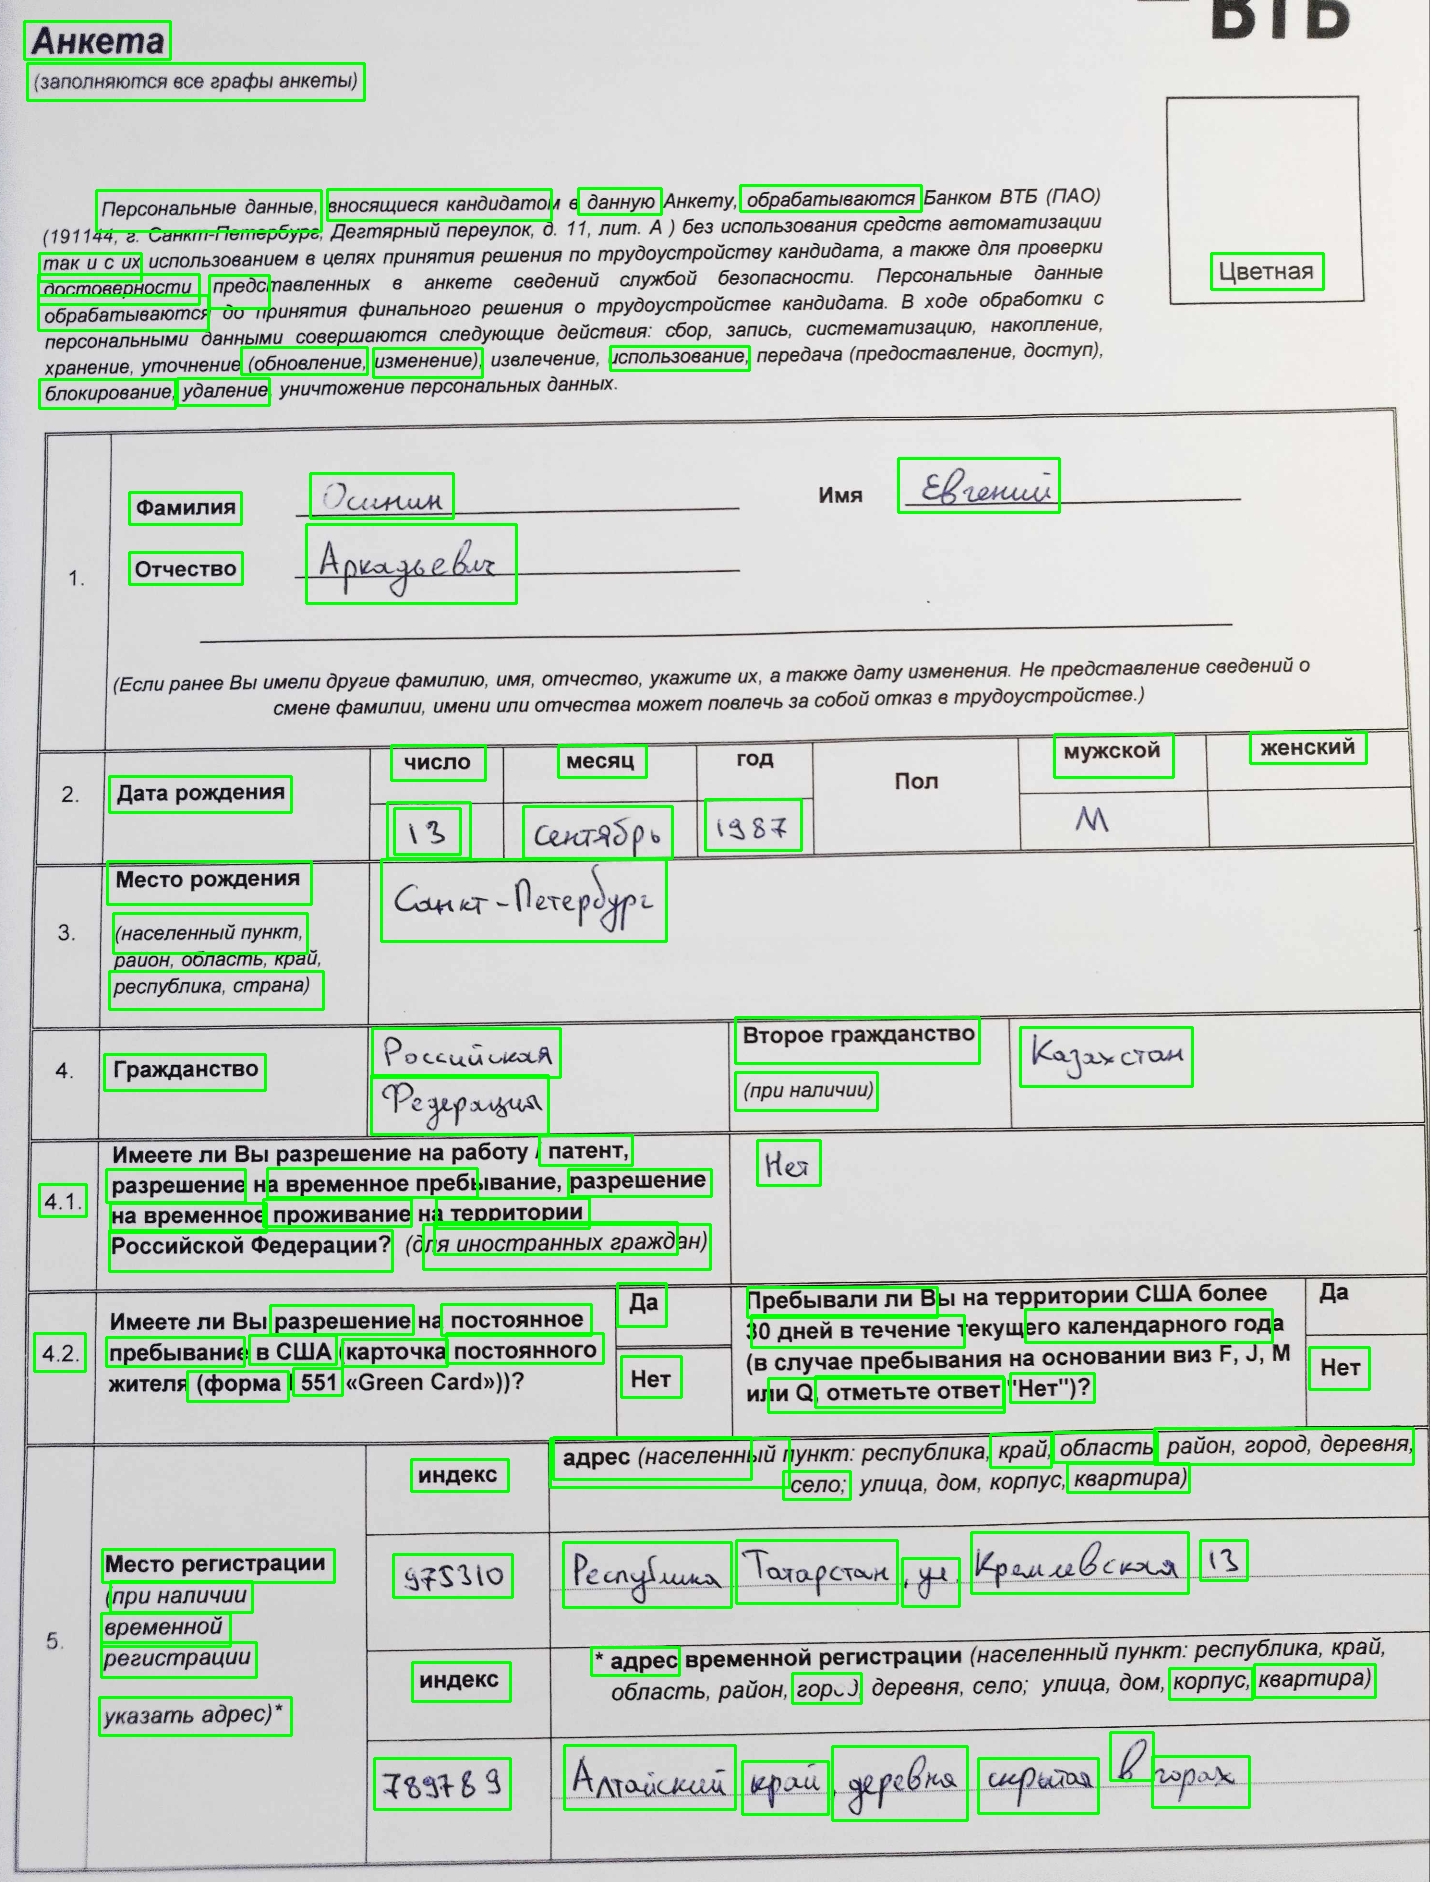 ВТБ
Анкета
(заполняются все графы анкеты)
Цветная
Персональные данные, вносящиеся кандидатом в данную Анкету, обрабатываются Банком ВТБ (ПАО)
(191144, г. Санкт-Петербург, Дегтярный переулок, д. 11, лит. А ) без использования средств автоматизации
так и с их использованием в целях принятия решения по трудоустройству кандидата, а также для проверки
достоверности представленных в анкете сведений службой безопасности. Персональные данные
обрабатываются до принятия финального решения о трудоустройстве кандидата. В ходе обработки с
персональными данными совершаются следующие действия: сбор, запись, систематизацию, накопление,
хранение, уточнение (обновление, изменение), извлечение, использование, передача (предоставление, доступ),
блокирование, удаление, уничтожение персональных данных.
1.
Фамилия Осинин Имя Евгений
Отчество Аркадьевич
(Если ранее Вы имели другие фамилию, имя, отчество, укажите их, а также дату изменения. Не представление сведений о
смене фамилии, имени или отчества может повлечь за собой отказ в трудоустройстве.)
2. Дата рождения число месяц год Пол мужской женский
13 сентябрь 1987 М
3. Место рождения Санкт-Петербург
(населенный пункт,
район, область, край,
республика, страна)
4. Гражданство Российская Федерация Второе гражданство (при наличии) Казахстан
4.1. Имеете ли Вы разрешение на работу / патент,
разрешение на временное пребывание, разрешение
на временное проживание на территории
Российской Федерации? (для иностранных граждан)
Нет
4.2. Имеете ли Вы разрешение на постоянное
пребывание в США (карточка постоянного
жителя (форма I 551 «Green Card»))?
Да
Нет
Пребывали ли Вы на территории США более
30 дней в течение текущего календарного года
(в случае пребывания на основании виз F, J, M
или Q, отметьте ответ "Нет")?
Да
Нет
5. Место регистрации
(при наличии
временной
регистрации
указать адрес)*
индекс
адрес (населенный пункт: республика, край, область, район, город, деревня,
село; улица, дом, корпус, квартира)
975310 Республика Татарстан, ул. Кремлевская 13
индекс
* адрес временной регистрации (населенный пункт: республика, край,
область, район, город, деревня, село; улица, дом, корпус, квартира)
789789 Алтайский край, деревня скрытая в горах